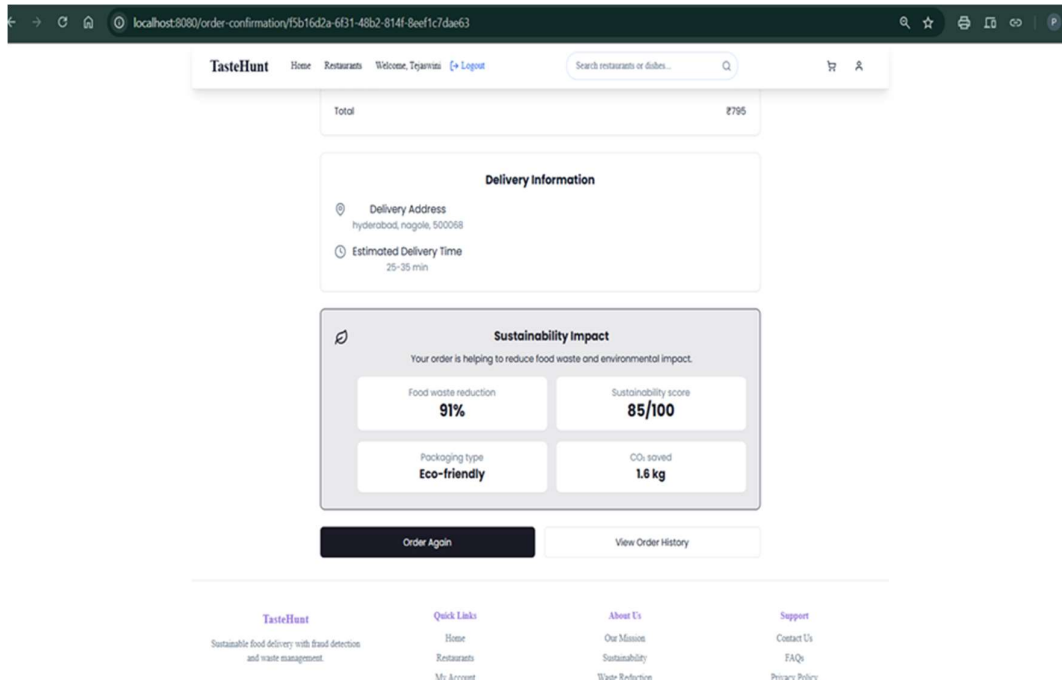 localhost:8080/order-confirmation/f5b16d2a-6f31-48b2-814f-8eef1c7dae63
P
TasteHunt Home Restaurants Welcome, Tejaswini Logout Search restaurants or dishes...
Total ₹795
Delivery Information
Delivery Address
hyderabad, nagole, 500068
Estimated Delivery Time
25-35 min
Sustainability Impact
Your order is helping to reduce food waste and environmental impact.
Food waste reduction Sustainability score
91% 85/100
Packaging type CO₂ saved
Eco-friendly 1.6 kg
Order Again View Order History
TasteHunt Quick Links About Us Support
Sustainable food delivery with fraud detection Home Our Mission Contact Us
and waste management. Restaurants Sustainability FAQs
My Account Waste Reduction Privacy Policy